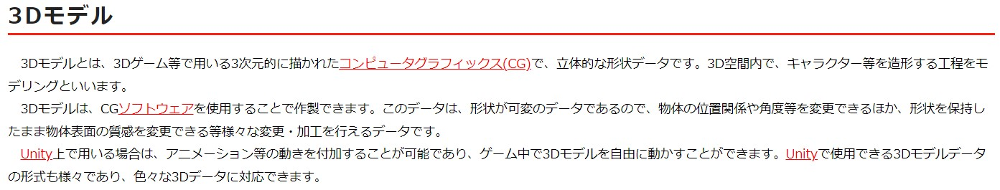 3Dモデル
3Dモデルとは、3Dゲーム等で用いる3次元的に描かれたコンピュータグラフィックス(CG)で、立体的な形状データです。3D空間内で、キャラクター等を造形する工程をモ
デリングといいます。
3Dモデルは、CGソフトウェアを使用することで作製できます。このデータは、形状が可変のデータであるので、物体の位置関係や角度等を変更できるほか、形状を保持し
たまま物体表面の質感を変更できる等様々な変更・加工を行えるデータです。
Unity上で用いる場合は、アニメーション等の動きを付加することが可能であり、ゲーム中で3Dモデルを自由に動かすことができます。Unityで使用できる3Dモデルデータ
の形式も様々であり、色々な3Dデータに対応できます。